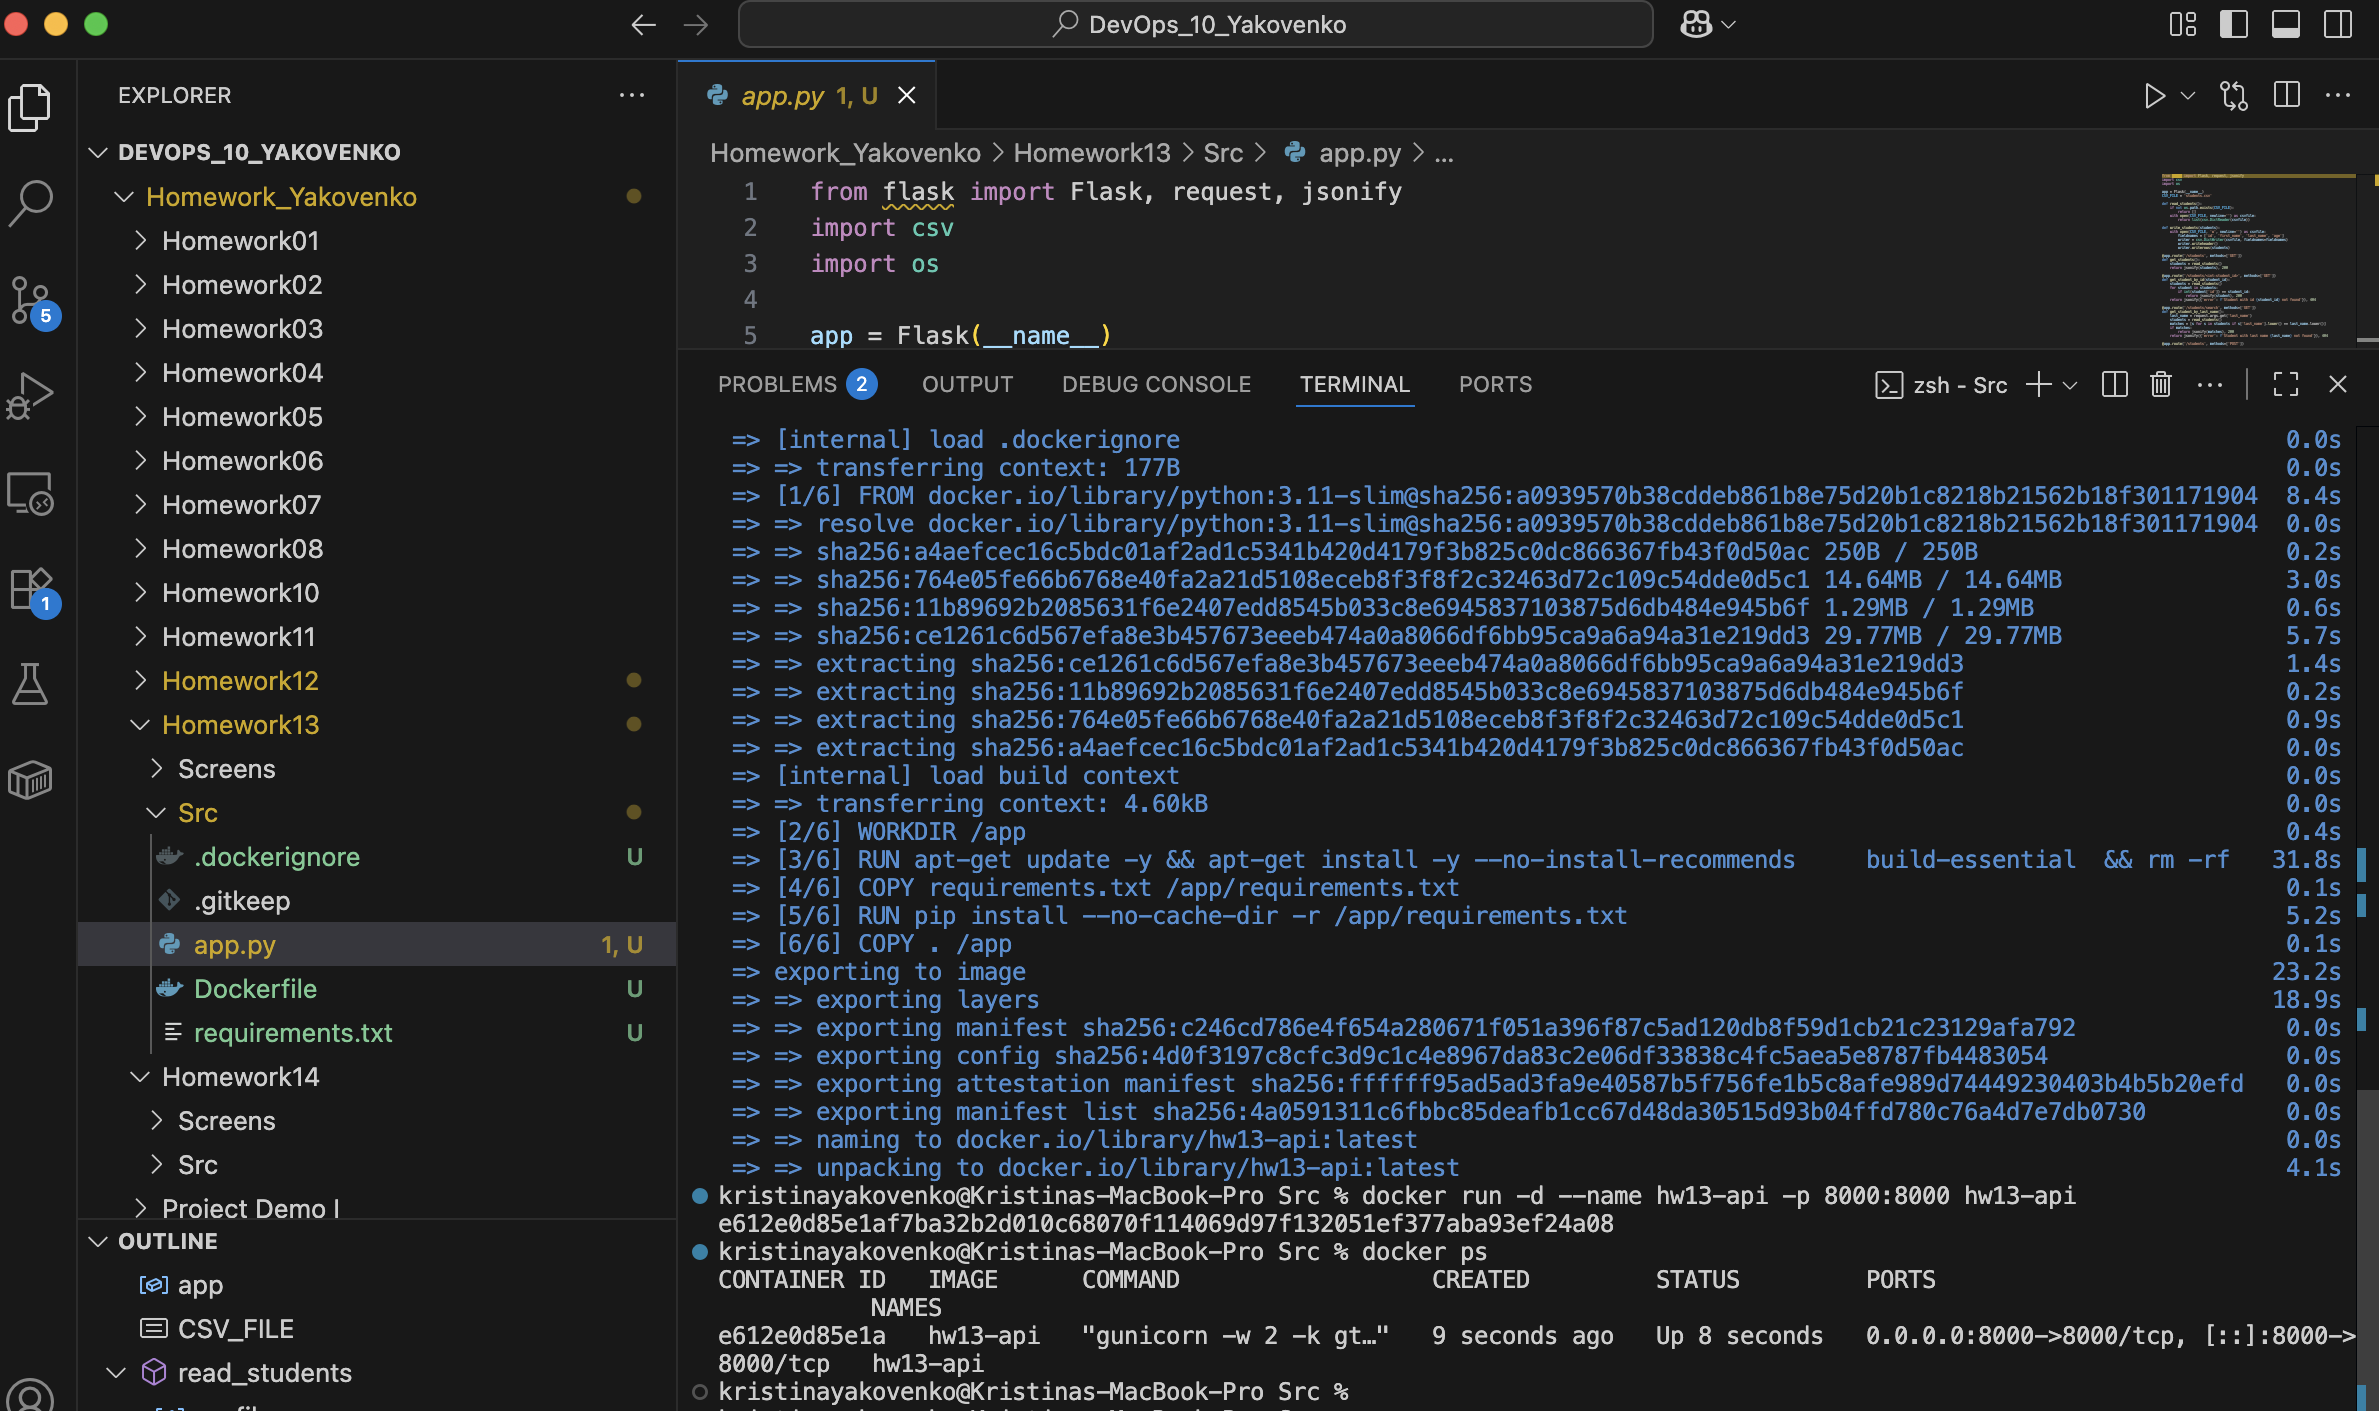 DevOps_10_Yakovenko
EXPLORER
DEVOPS_10_YAKOVENKO
Homework_Yakovenko
Homework01
Homework02
Homework03
Homework04
Homework05
Homework06
Homework07
Homework08
Homework10
Homework11
Homework12
Homework13
Screens
Src
.dockerignore U
.gitkeep
app.py 1, U
Dockerfile U
requirements.txt U
Homework14
Screens
Src
Project Demo I
OUTLINE
app
CSV_FILE
read_students
5
1
app.py 1, U
Homework_Yakovenko > Homework13 > Src > app.py > ...
1 from flask import Flask, request, jsonify
2 import csv
3 import os
4
5 app = Flask(__name__)
PROBLEMS 2 OUTPUT DEBUG CONSOLE TERMINAL PORTS zsh - Src
=> [internal] load .dockerignore 0.0s
=> => transferring context: 177B 0.0s
=> [1/6] FROM docker.io/library/python:3.11-slim@sha256:a0939570b38cddeb861b8e75d20b1c8218b21562b18f301171904 8.4s
=> => resolve docker.io/library/python:3.11-slim@sha256:a0939570b38cddeb861b8e75d20b1c8218b21562b18f301171904 0.0s
=> => sha256:a4aefcec16c5bdc01af2ad1c5341b420d4179f3b825c0dc866367fb43f0d50ac 250B / 250B 0.2s
=> => sha256:764e05fe66b6768e40fa2a21d5108eceb8f3f8f2c32463d72c109c54dde0d5c1 14.64MB / 14.64MB 3.0s
=> => sha256:11b89692b2085631f6e2407edd8545b033c8e6945837103875d6db484e945b6f 1.29MB / 1.29MB 0.6s
=> => sha256:ce1261c6d567efa8e3b457673eeeb474a0a8066df6bb95ca9a6a94a31e219dd3 29.77MB / 29.77MB 5.7s
=> => extracting sha256:ce1261c6d567efa8e3b457673eeeb474a0a8066df6bb95ca9a6a94a31e219dd3 1.4s
=> => extracting sha256:11b89692b2085631f6e2407edd8545b033c8e6945837103875d6db484e945b6f 0.2s
=> => extracting sha256:764e05fe66b6768e40fa2a21d5108eceb8f3f8f2c32463d72c109c54dde0d5c1 0.9s
=> => extracting sha256:a4aefcec16c5bdc01af2ad1c5341b420d4179f3b825c0dc866367fb43f0d50ac 0.0s
=> [internal] load build context 0.0s
=> => transferring context: 4.60kB 0.0s
=> [2/6] WORKDIR /app 0.4s
=> [3/6] RUN apt-get update -y && apt-get install -y --no-install-recommends     build-essential  && rm -rf 31.8s
=> [4/6] COPY requirements.txt /app/requirements.txt 0.1s
=> [5/6] RUN pip install --no-cache-dir -r /app/requirements.txt 5.2s
=> [6/6] COPY . /app 0.1s
=> exporting to image 23.2s
=> => exporting layers 18.9s
=> => exporting manifest sha256:c246cd786e4f654a280671f051a396f87c5ad120db8f59d1cb21c23129afa792 0.0s
=> => exporting config sha256:4d0f3197c8cfc3d9c1c4e8967da83c2e06df33838c4fc5aea5e8787fb4483054 0.0s
=> => exporting attestation manifest sha256:ffffff95ad5ad3fa9e40587b5f756fe1b5c8afe989d74449230403b4b5b20efd 0.0s
=> => exporting manifest list sha256:4a0591311c6fbbc85deafb1cc67d48da30515d93b04ffd780c76a4d7e7db0730 0.0s
=> => naming to docker.io/library/hw13-api:latest 0.0s
=> => unpacking to docker.io/library/hw13-api:latest 4.1s
kristinayakovenko@Kristinas-MacBook-Pro Src % docker run -d --name hw13-api -p 8000:8000 hw13-api
e612e0d85e1af7ba32b2d010c68070f114069d97f132051ef377aba93ef24a08
kristinayakovenko@Kristinas-MacBook-Pro Src % docker ps
CONTAINER ID   IMAGE      COMMAND                  CREATED         STATUS         PORTS
NAMES
e612e0d85e1a   hw13-api   "gunicorn -w 2 -k gt…"   9 seconds ago   Up 8 seconds   0.0.0.0:8000->8000/tcp, [::]:8000->
8000/tcp   hw13-api
kristinayakovenko@Kristinas-MacBook-Pro Src %